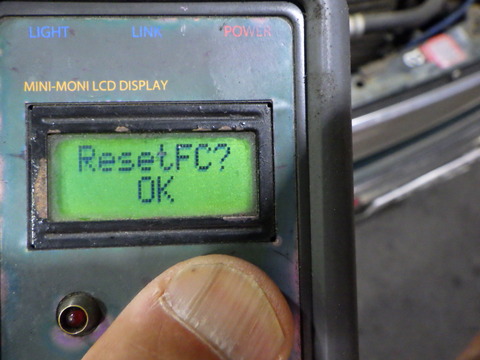 LIGHT LINK POWER
MINI-MONI LCD DISPLAY
ResetFC?
OK